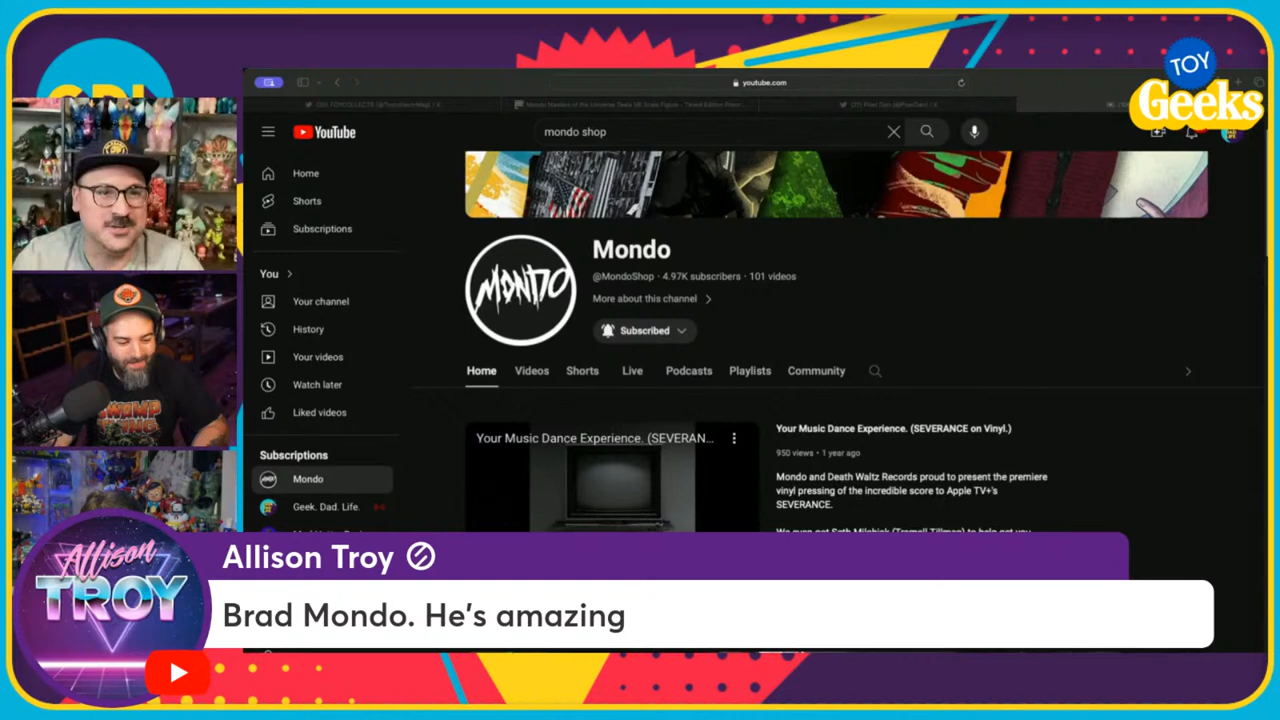 TOY
Geeks
youtube.com
YouTube
mondo shop
Home
Shorts
Subscriptions
You
Your channel
History
Your videos
Watch later
Liked videos
Subscriptions
Mondo
Geek. Dad. Life.
MONDO
Mondo
@MondoShop · 4.97K subscribers · 101 videos
More about this channel
Subscribed
Home
Videos
Shorts
Live
Podcasts
Playlists
Community
Your Music Dance Experience. (SEVERAN...
Your Music Dance Experience. (SEVERANCE on Vinyl.)
950 views · 1 year ago
Mondo and Death Waltz Records proud to present the premiere
vinyl pressing of the incredible score to Apple TV+'s
SEVERANCE.
Allison
TROY
Allison Troy
Brad Mondo. He's amazing